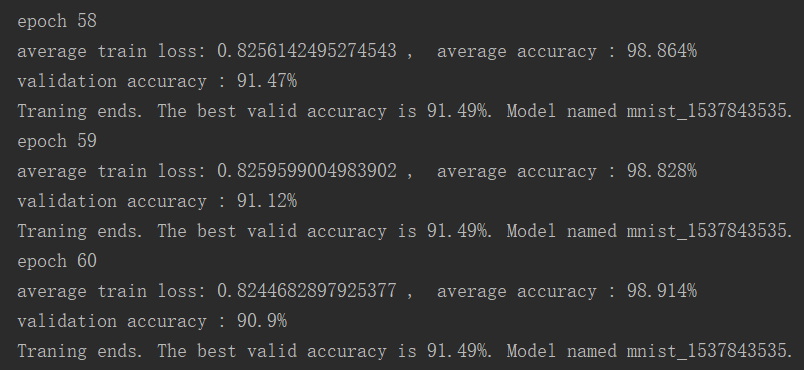 epoch 58
average train loss: 0.8256142495274543 ,  average accuracy : 98.864%
validation accuracy : 91.47%
Traning ends. The best valid accuracy is 91.49%. Model named mnist_1537843535.
epoch 59
average train loss: 0.8259599004983902 ,  average accuracy : 98.828%
validation accuracy : 91.12%
Traning ends. The best valid accuracy is 91.49%. Model named mnist_1537843535.
epoch 60
average train loss: 0.8244682897925377 ,  average accuracy : 98.914%
validation accuracy : 90.9%
Traning ends. The best valid accuracy is 91.49%. Model named mnist_1537843535.